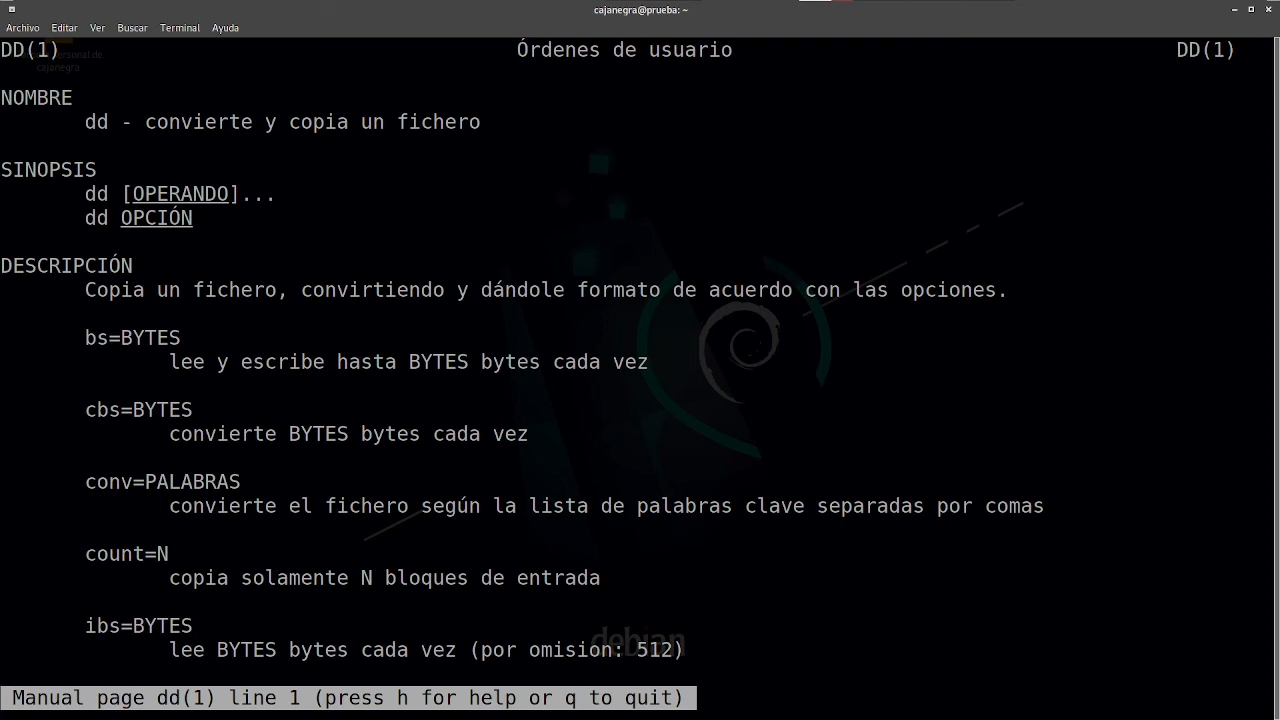 cajanegra@prueba: ~
Archivo Editar Ver Buscar Terminal Ayuda
DD(1) Órdenes de usuario DD(1)
personal de
cajanegra
NOMBRE
dd - convierte y copia un fichero
SINOPSIS
dd [OPERANDO]...
dd OPCIÓN
DESCRIPCIÓN
Copia un fichero, convirtiendo y dándole formato de acuerdo con las opciones.
bs=BYTES
lee y escribe hasta BYTES bytes cada vez
cbs=BYTES
convierte BYTES bytes cada vez
conv=PALABRAS
convierte el fichero según la lista de palabras clave separadas por comas
count=N
copia solamente N bloques de entrada
ibs=BYTES
lee BYTES bytes cada vez (por omision: 512)
debian
Manual page dd(1) line 1 (press h for help or q to quit)